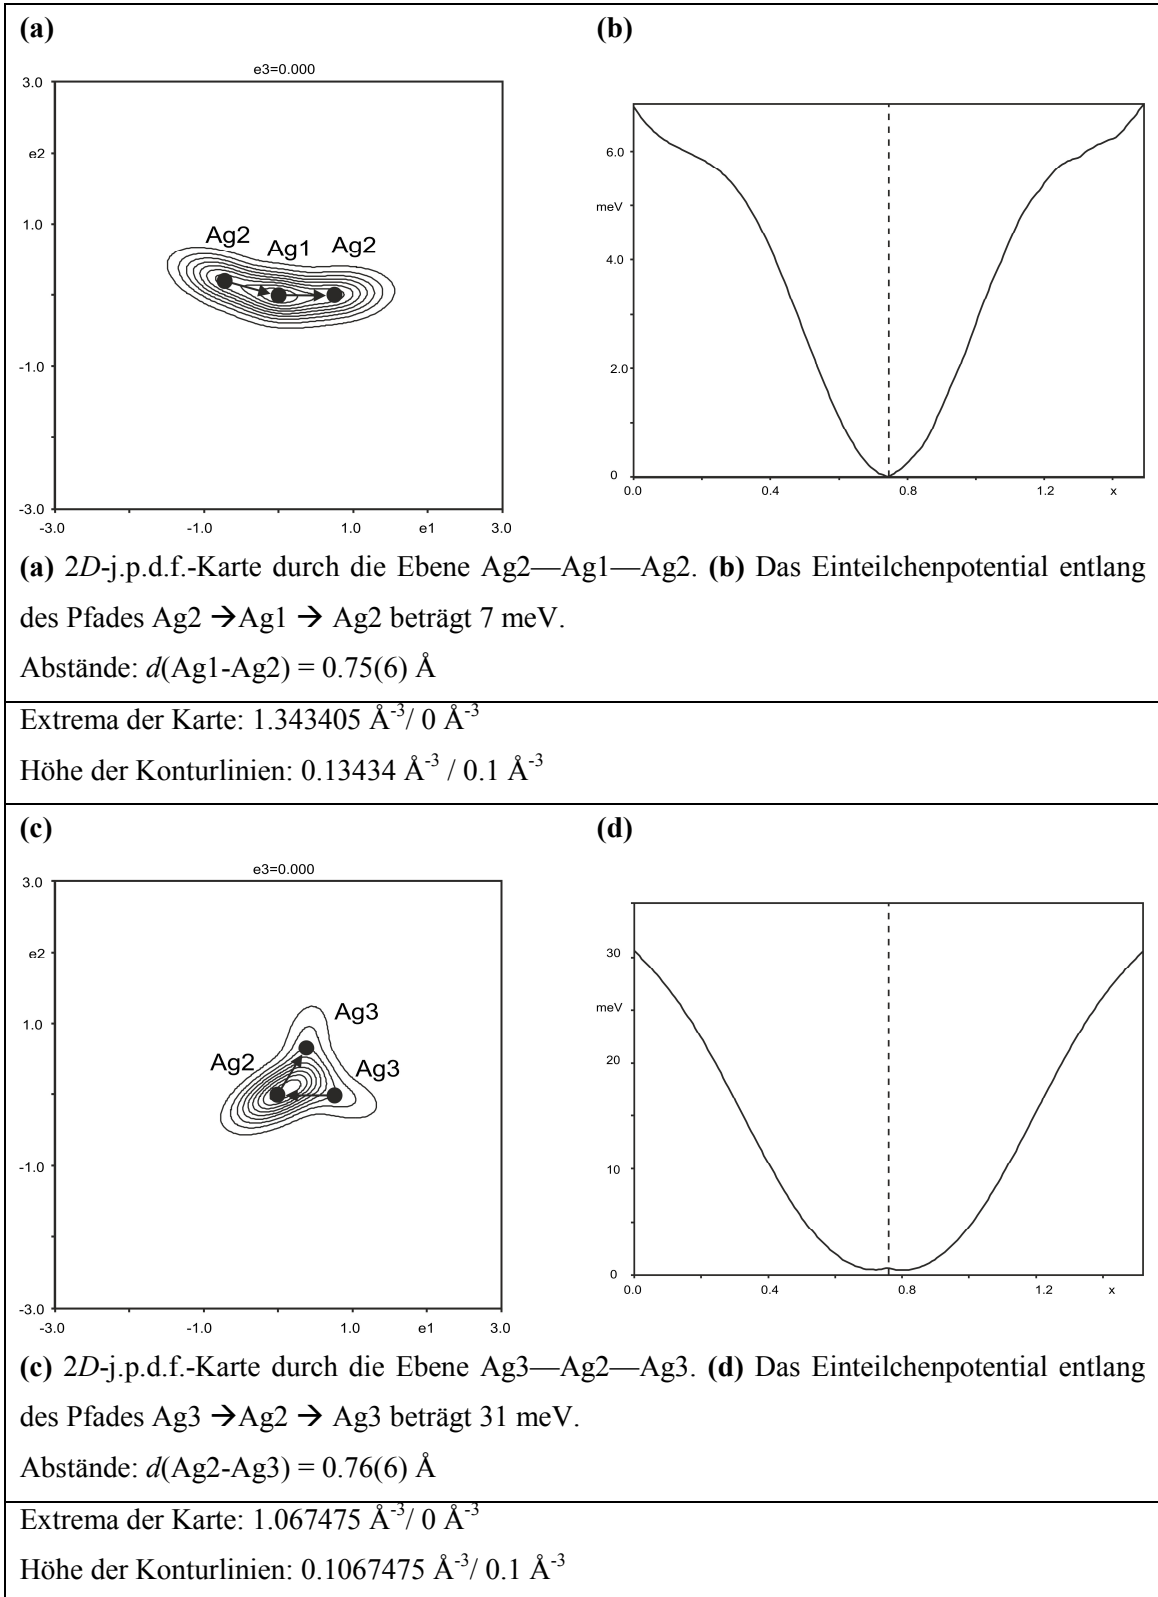 (a)
(b)
e3=0.000
3.0
e2
1.0
-1.0
-3.0
Ag2 Ag1 Ag2
-3.0 -1.0 1.0 e1 3.0
6.0
meV
4.0
2.0
0
0.0 0.4 0.8 1.2 x
(a) 2D-j.p.d.f.-Karte durch die Ebene Ag2—Ag1—Ag2. (b) Das Einteilchenpotential entlang
des Pfades Ag2 →Ag1 → Ag2 beträgt 7 meV.
Abstände: d(Ag1-Ag2) = 0.75(6) Å
Extrema der Karte: 1.343405 Å-3/ 0 Å-3
Höhe der Konturlinien: 0.13434 Å-3 / 0.1 Å-3
(c)
(d)
e3=0.000
3.0
e2
1.0
-1.0
-3.0
Ag3
Ag2
Ag3
-3.0 -1.0 1.0 e1 3.0
30
meV
20
10
0
0.0 0.4 0.8 1.2 x
(c) 2D-j.p.d.f.-Karte durch die Ebene Ag3—Ag2—Ag3. (d) Das Einteilchenpotential entlang
des Pfades Ag3 →Ag2 → Ag3 beträgt 31 meV.
Abstände: d(Ag2-Ag3) = 0.76(6) Å
Extrema der Karte: 1.067475 Å-3/ 0 Å-3
Höhe der Konturlinien: 0.1067475 Å-3/ 0.1 Å-3